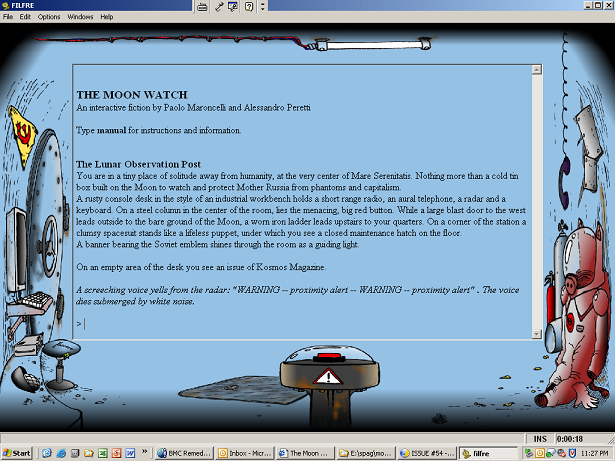 FILFRE
File Edit Options Windows Help
THE MOON WATCH
An interactive fiction by Paolo Maroncelli and Alessandro Peretti
Type manual for instructions and information.
The Lunar Observation Post
You are in a tiny place of solitude away from humanity, at the very center of Mare Serenitatis. Nothing more than a cold tin
box built on the Moon to watch and protect Mother Russia from phantoms and capitalism.
A rusty console desk in the style of an industrial workbench holds a short range radio, an aural telephone, a radar and a
keyboard. On a steel column in the center of the room, lies the menacing, big red button. While a large blast door to the west
leads outside to the bare ground of the Moon, a worn iron ladder leads upstairs to your quarters. On a corner of the station a
clumsy spacesuit stands like a lifeless puppet, under which you see a closed maintenance hatch on the floor.
A banner bearing the Soviet emblem shines through the room as a guiding light.
On an empty area of the desk you see an issue of Kosmos Magazine.
A screeching voice yells from the radar: "WARNING -- proximity alert -- WARNING -- proximity alert" . The voice
dies submerged by white noise.
>
INS 0:00:18
Start » BMC Remed... Inbox - Micr... The Moon ... E:\spag\mo... ISSUE #54 - ... filfre 11:27 PM